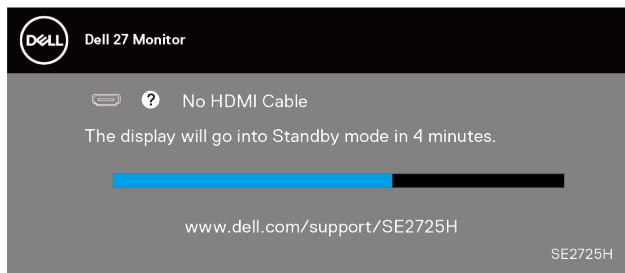 DELL
Dell 27 Monitor
? No HDMI Cable
The display will go into Standby mode in 4 minutes.
www.dell.com/support/SE2725H
SE2725H